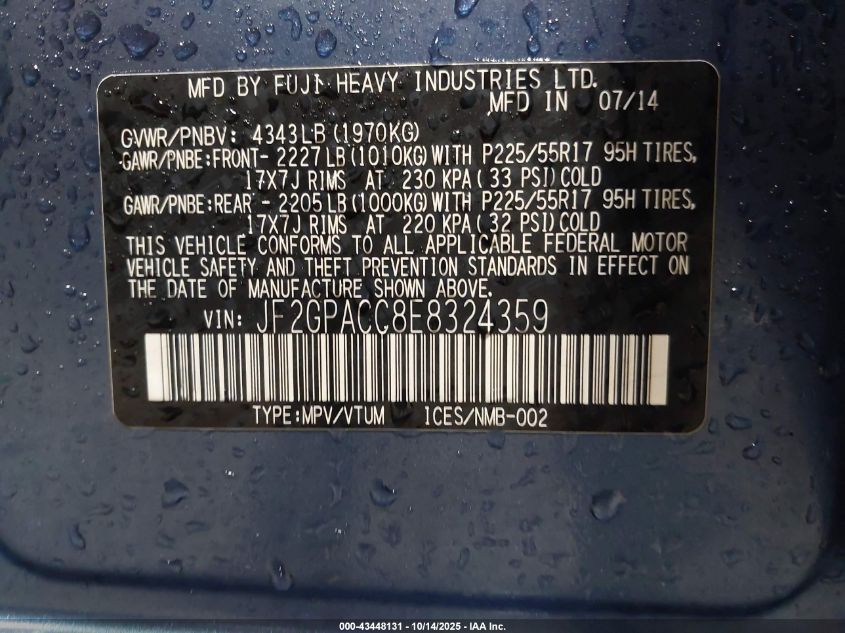 MFD BY FUJI HEAVY INDUSTRIES LTD.
MFD IN 07/14
GVWR/PNBV: 4343LB(1970KG)
GAWR/PNBE:FRONT- 2227LB(1010KG)WITH P225/55R17 95H TIRES,
17X7J RIMS AT 230 KPA(33 PSI)COLD
GAWR/PNBE:REAR - 2205LB(1000KG)WITH P225/55R17 95H TIRES,
17X7J RIMS AT 220 KPA(32 PSI)COLD
THIS VEHICLE CONFORMS TO ALL APPLICABLE FEDERAL MOTOR
VEHICLE SAFETY AND THEFT PREVENTION STANDARDS IN EFFECT ON
THE DATE OF MANUFACTURE SHOWN ABOVE.
VIN: JF2GPACC8E8324359
TYPE:MPV/VTUM ICES/NMB-002
000-43448131 - 10/14/2025 - IAA Inc.